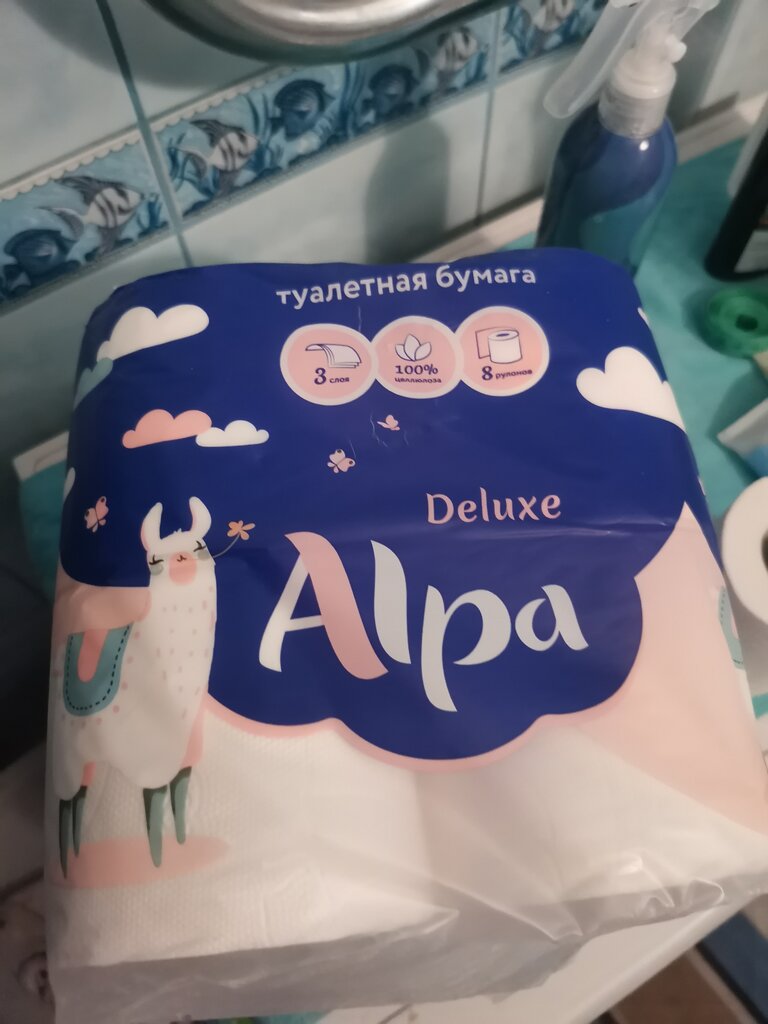 туалетная бумага
3 слоя
100%
целлюлоза
8 рулонов
Deluxe
Alpa